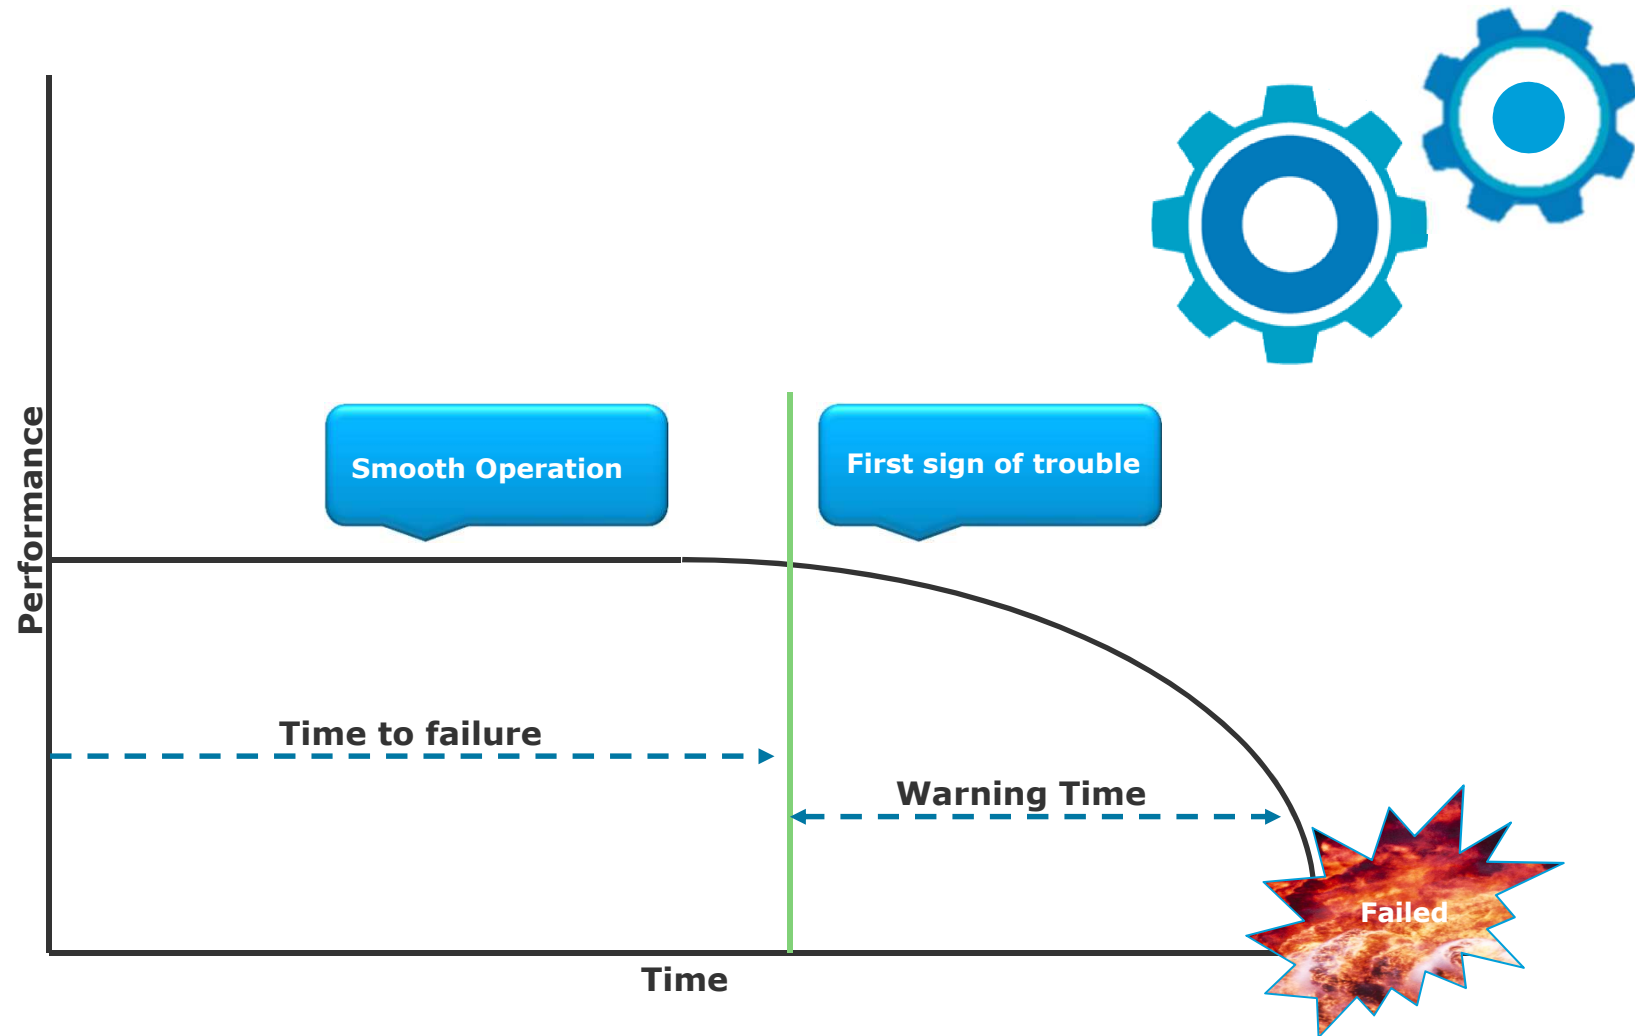 Performance
Smooth Operation
First sign of trouble
Time to failure
Warning Time
Failed
Time